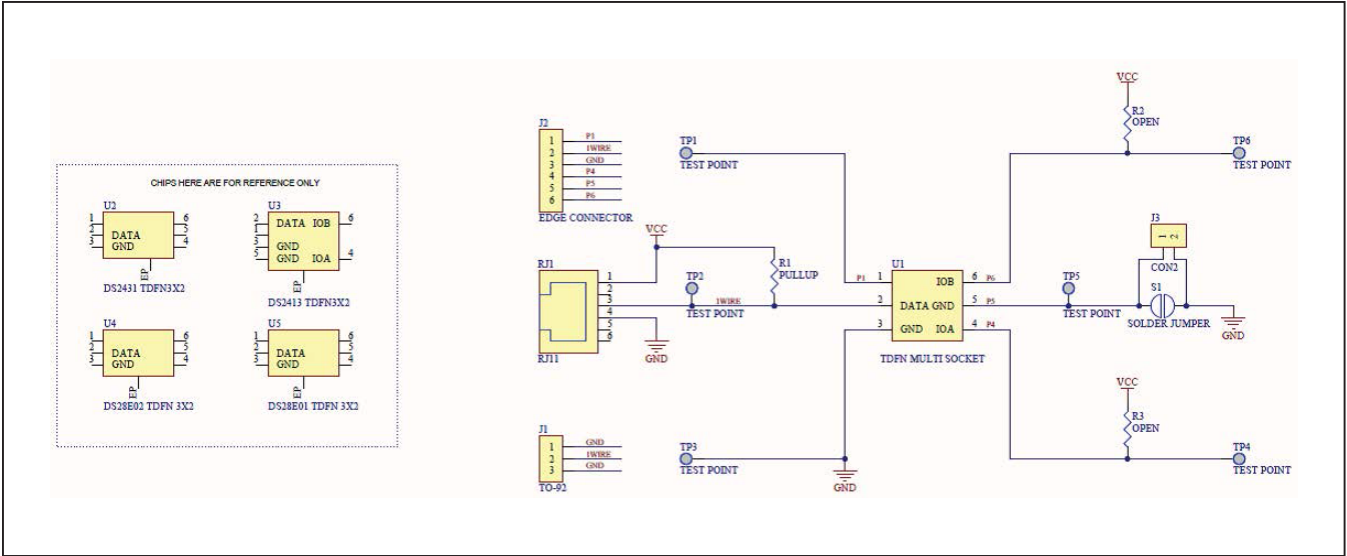 CHIPS HERE ARE FOR REFERENCE ONLY
U2
1 6
2 DATA 5
3 GND 4
EP
DS2431 TDFN3X2
U3
2 DATA IOB 6
3 GND
5 GND IOA 4
EP
DS2413 TDFN3X2
U4
1 6
2 DATA 5
3 GND 4
EP
DS28E02 TDFN 3X2
U5
1 6
2 DATA 5
3 GND 4
EP
DS28E01 TDFN 3X2
J2
1 P1
2 1WIRE
3 GND
4 P4
5 P5
6 P6
EDGE CONNECTOR
VCC
RJ1
1
2
3
4
5
6
RJ11
GND
J1
1 GND
2 1WIRE
3 GND
TO-92
TP1
TEST POINT
R1
PULLUP
TP2
TEST POINT
1WIRE
TP3
TEST POINT
GND
U1
P1 1 IOB 6 P6
2 DATA GND 5 P5
3 GND IOA 4 P4
TDFN MULTI SOCKET
VCC
R2
OPEN
TP6
TEST POINT
J3
1 2
CON2
TP5
TEST POINT
S1
SOLDER JUMPER
GND
VCC
R3
OPEN
TP4
TEST POINT